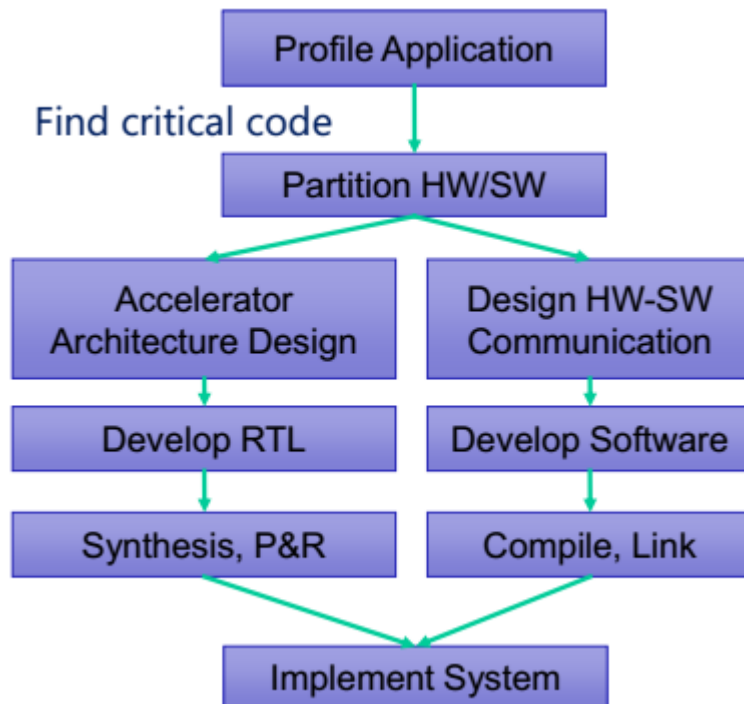 Profile Application
Find critical code
Partition HW/SW
Accelerator
Architecture Design
Design HW-SW
Communication
Develop RTL
Develop Software
Synthesis, P&R
Compile, Link
Implement System